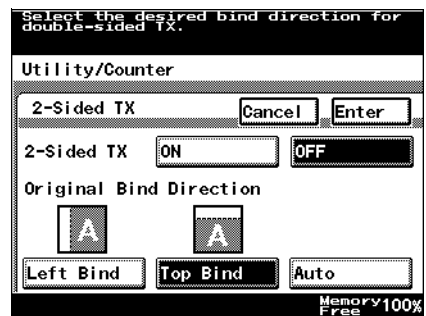 Select the desired bind direction for
double-sided TX.
Utility/Counter
2-Sided TX Cancel Enter
2-Sided TX ON OFF
Original Bind Direction
A A
Left Bind Top Bind Auto
Memory
Free 100%